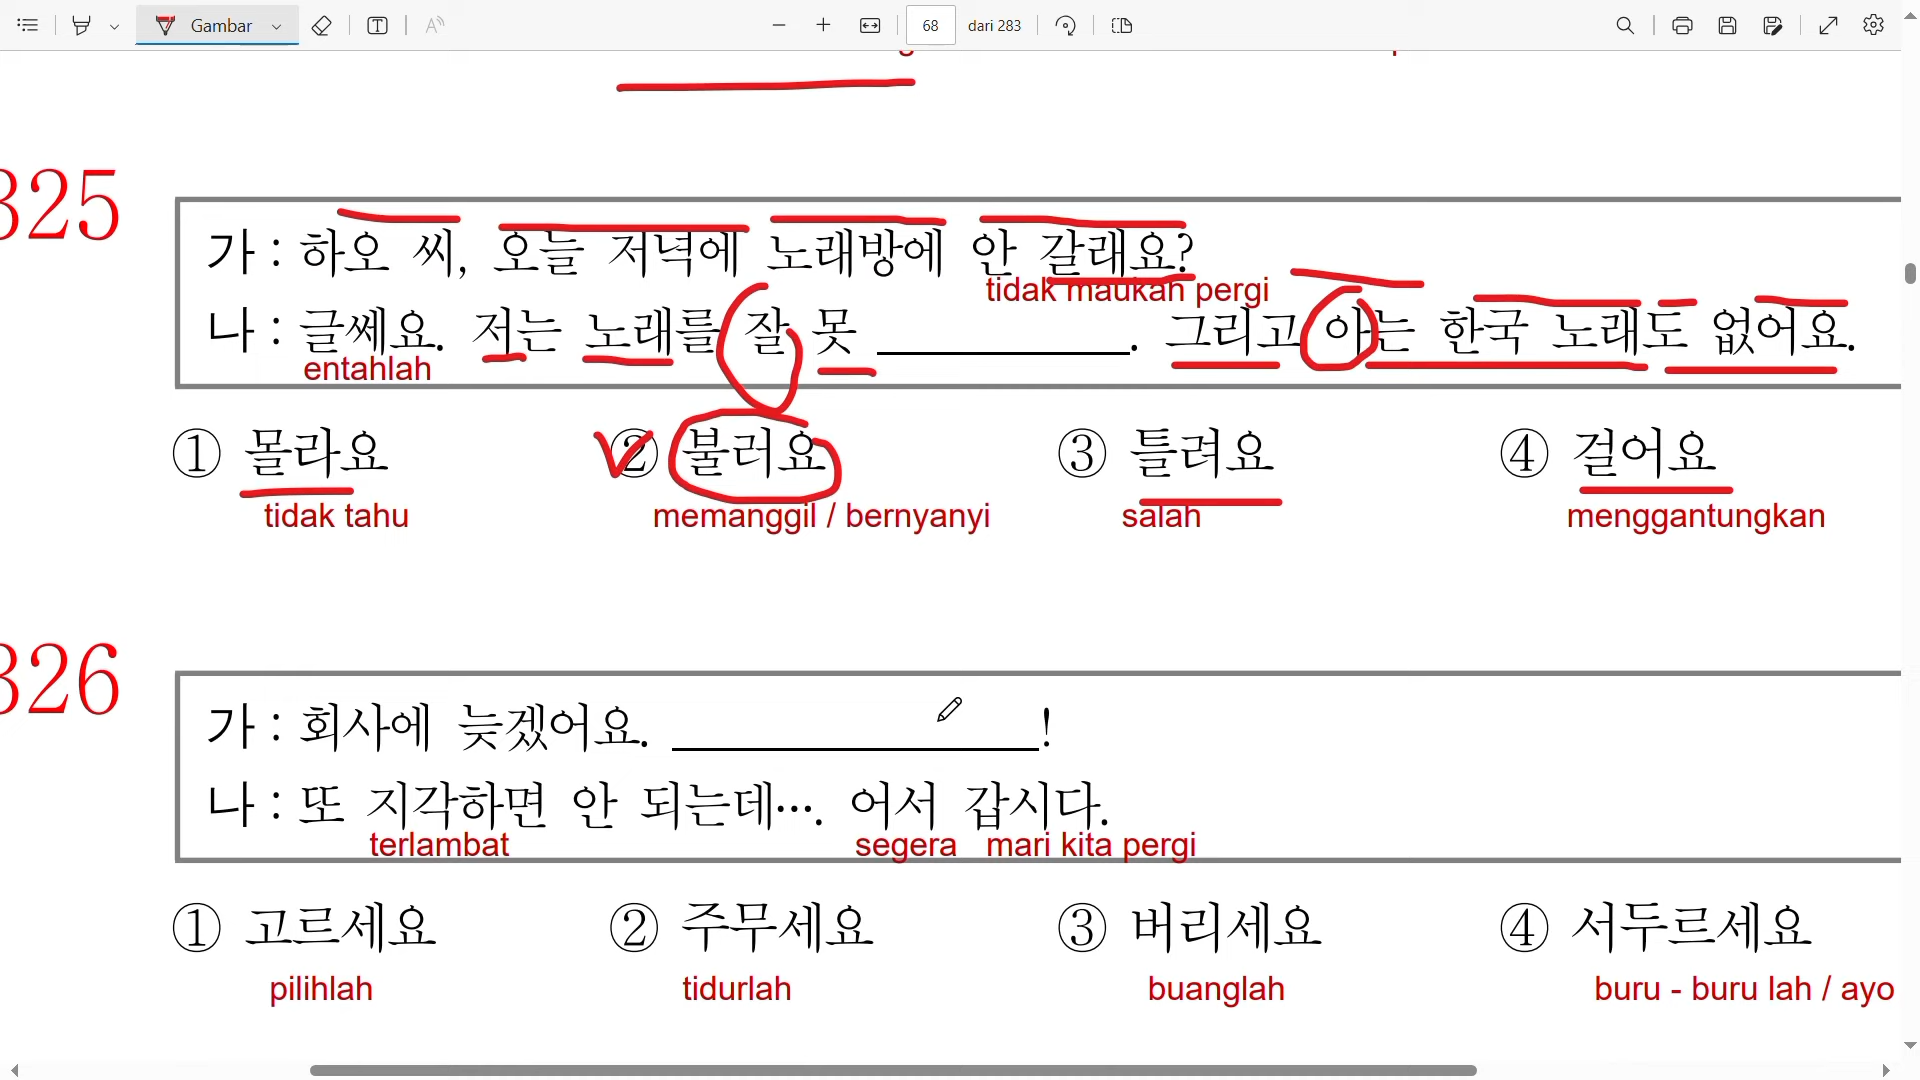 Gambar 68 dari 283
325
가 : 하오 씨, 오늘 저녁에 노래방에 안 갈래요?
tidak maukah pergi
나 : 글쎄요. 저는 노래를 잘 못 ________. 그리고 아는 한국 노래도 없어요.
entahlah
① 몰라요 ② 불러요 ③ 틀려요 ④ 걸어요
tidak tahu memanggil / bernyanyi salah menggantungkan
326
가 : 회사에 늦겠어요. ________!
나 : 또 지각하면 안 되는데···. 어서 갑시다.
terlambat segera mari kita pergi
① 고르세요 ② 주무세요 ③ 버리세요 ④ 서두르세요
pilihlah tidurlah buanglah buru - buru lah / ayo